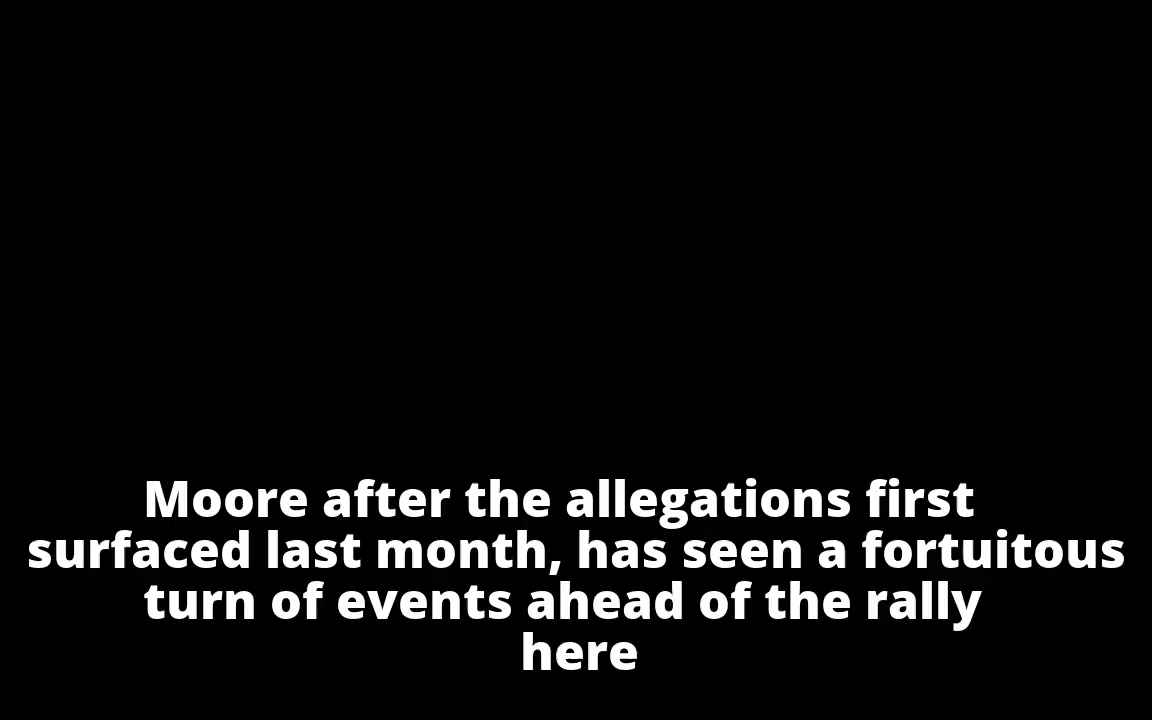 Moore after the allegations first
surfaced last month, has seen a fortuitous
turn of events ahead of the rally
here